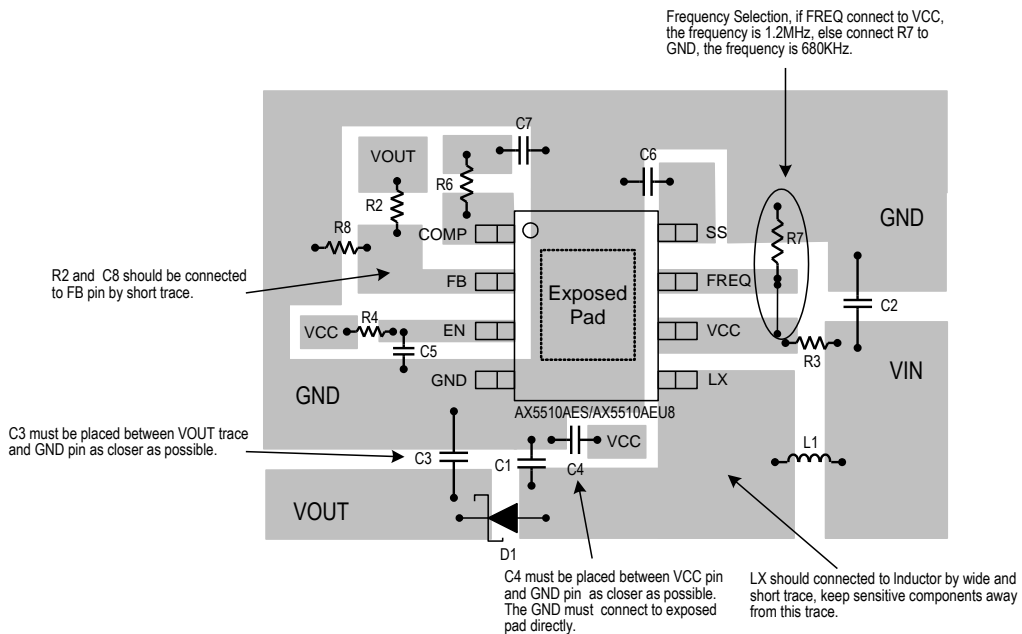 Frequency Selection, if FREQ connect to VCC,
the frequency is 1.2MHz, else connect R7 to
GND, the frequency is 680KHz.
C7
VOUT
C6
R6
R2
GND
R8
COMP
SS
R7
R2 and C8 should be connected
to FB pin by short trace.
FB
Exposed
Pad
FREQ
C2
VCC
R4
EN
VCC
C5
R3
GND
LX
VIN
GND
AX5510AES/AX5510AEU8
C3 must be placed between VOUT trace
and GND pin as closer as possible.
C3
C1
C4
VCC
L1
VOUT
D1
C4 must be placed between VCC pin
and GND pin as closer as possible.
The GND must connect to exposed
pad directly.
LX should connected to Inductor by wide and
short trace, keep sensitive components away
from this trace.